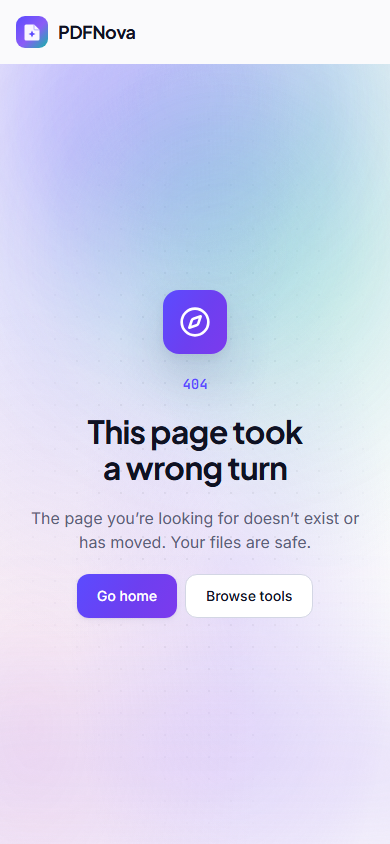 PDFNova
404
This page took
a wrong turn
The page you’re looking for doesn’t exist or
has moved. Your files are safe.
Go home
Browse tools